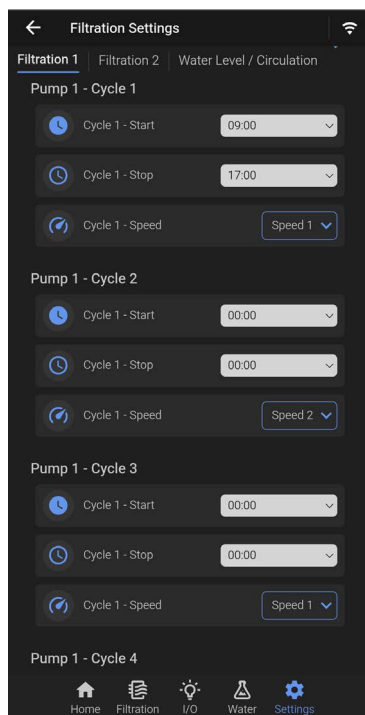 Filtration Settings
Filtration 1 Filtration 2 Water Level / Circulation
Pump 1 - Cycle 1
Cycle 1 - Start 09:00
Cycle 1 - Stop 17:00
Cycle 1 - Speed Speed 1
Pump 1 - Cycle 2
Cycle 1 - Start 00:00
Cycle 1 - Stop 00:00
Cycle 1 - Speed Speed 2
Pump 1 - Cycle 3
Cycle 1 - Start 00:00
Cycle 1 - Stop 00:00
Cycle 1 - Speed Speed 1
Pump 1 - Cycle 4
Home Filtration I/O Water Settings